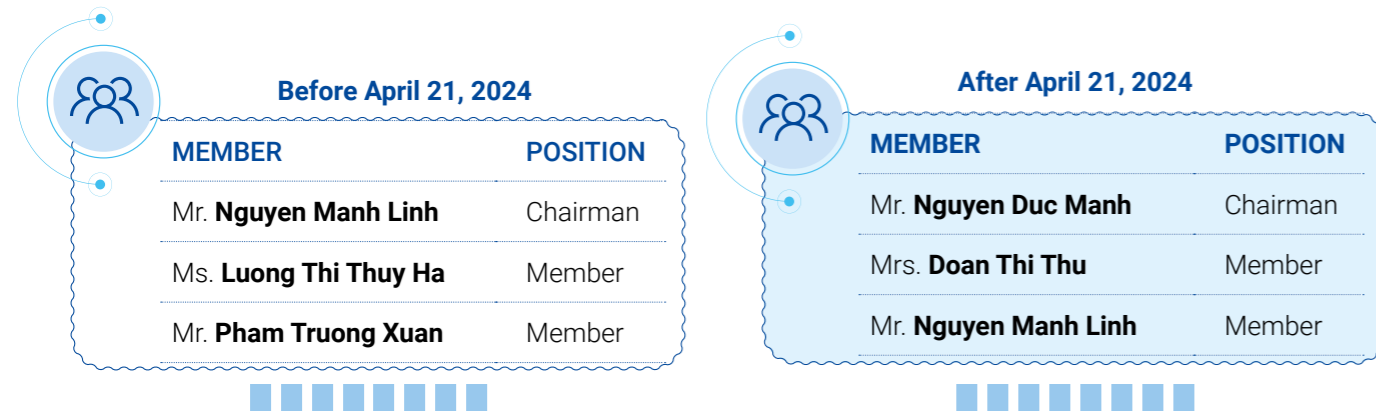 Before April 21, 2024
MEMBER POSITION
Mr. Nguyen Manh Linh Chairman
Ms. Luong Thi Thuy Ha Member
Mr. Pham Truong Xuan Member
After April 21, 2024
MEMBER POSITION
Mr. Nguyen Duc Manh Chairman
Mrs. Doan Thi Thu Member
Mr. Nguyen Manh Linh Member